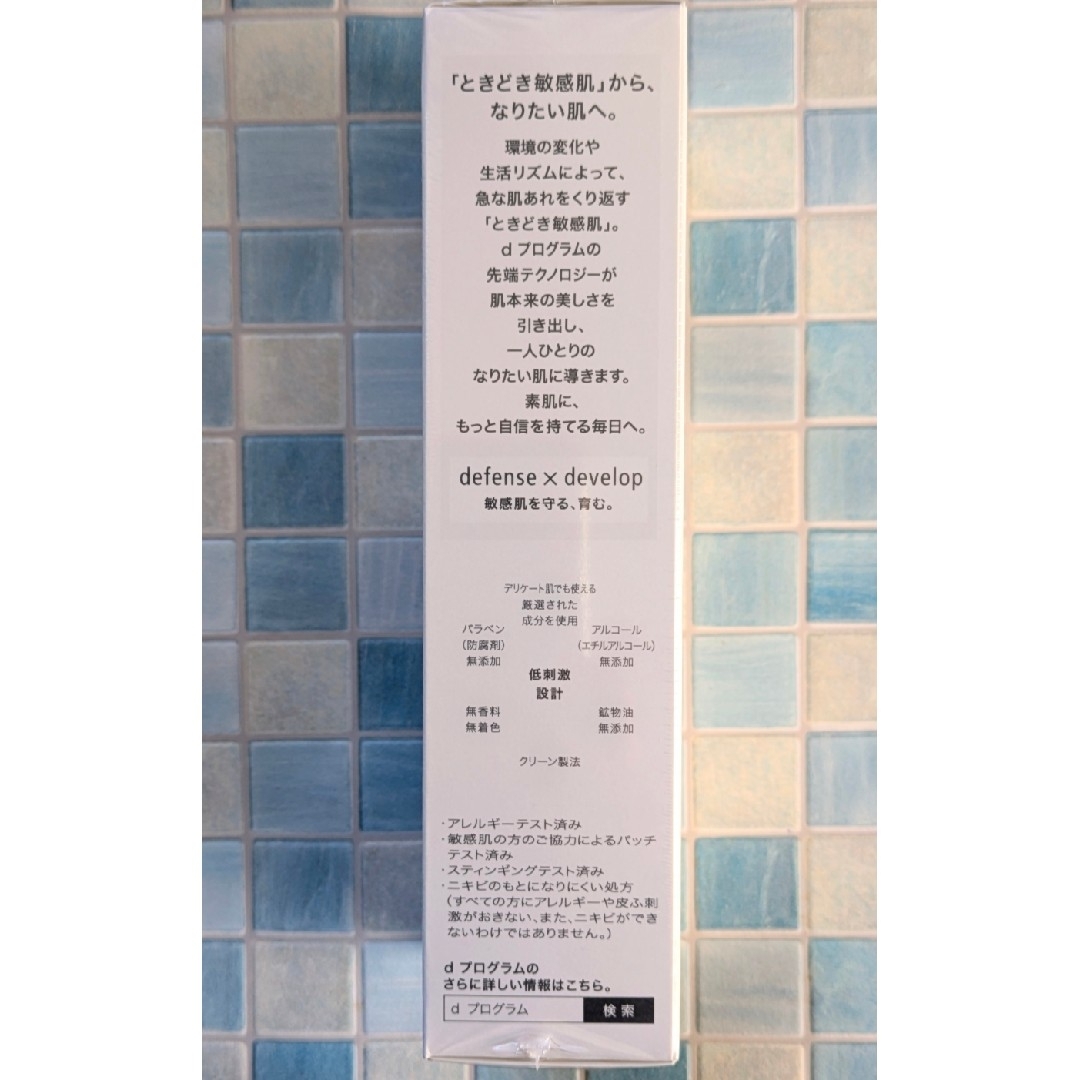 「ときどき敏感肌」から、
なりたい肌へ。
環境の変化や
生活リズムによって、
急な肌あれをくり返す
「ときどき敏感肌」。
d プログラムの
先端テクノロジーが
肌本来の美しさを
引き出し、
一人ひとりの
なりたい肌に導きます。
素肌に、
もっと自信を持てる毎日へ。
defense × develop
敏感肌を守る、育む。
デリケート肌でも使える
厳選された
成分を使用
パラベン
(防腐剤)
無添加
アルコール
(エチルアルコール)
無添加
低刺激
設計
無香料
無着色
鉱物油
無添加
クリーン製法
・アレルギーテスト済み
・敏感肌の方のご協力によるパッチ
テスト済み
・スティンギングテスト済み
・ニキビのもとになりにくい処方
(すべての方にアレルギーや皮ふ刺
激がおきない、また、ニキビができ
ないわけではありません。)
d プログラムの
さらに詳しい情報はこちら。
d プログラム 検索